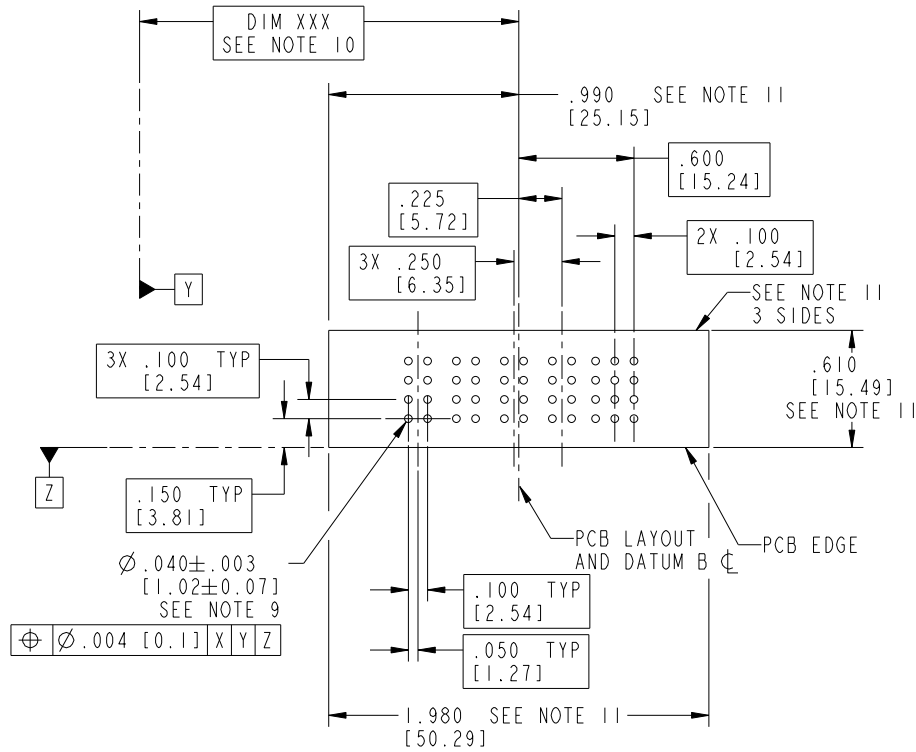 DIM XXX
SEE NOTE 10
.990 SEE NOTE 11
[25.15]
.600
[15.24]
.225
[5.72]
2X .100
[2.54]
3X .250
[6.35]
Y
SEE NOTE 11
3 SIDES
3X .100 TYP
[2.54]
.610
[15.49]
SEE NOTE 11
Z
.150 TYP
[3.81]
PCB LAYOUT
AND DATUM B ℄
PCB EDGE
Ø.040±.003
[1.02±0.07]
SEE NOTE 9
⌖ Ø.004 [0.1] X Y Z
.100 TYP
[2.54]
.050 TYP
[1.27]
1.980 SEE NOTE 11
[50.29]